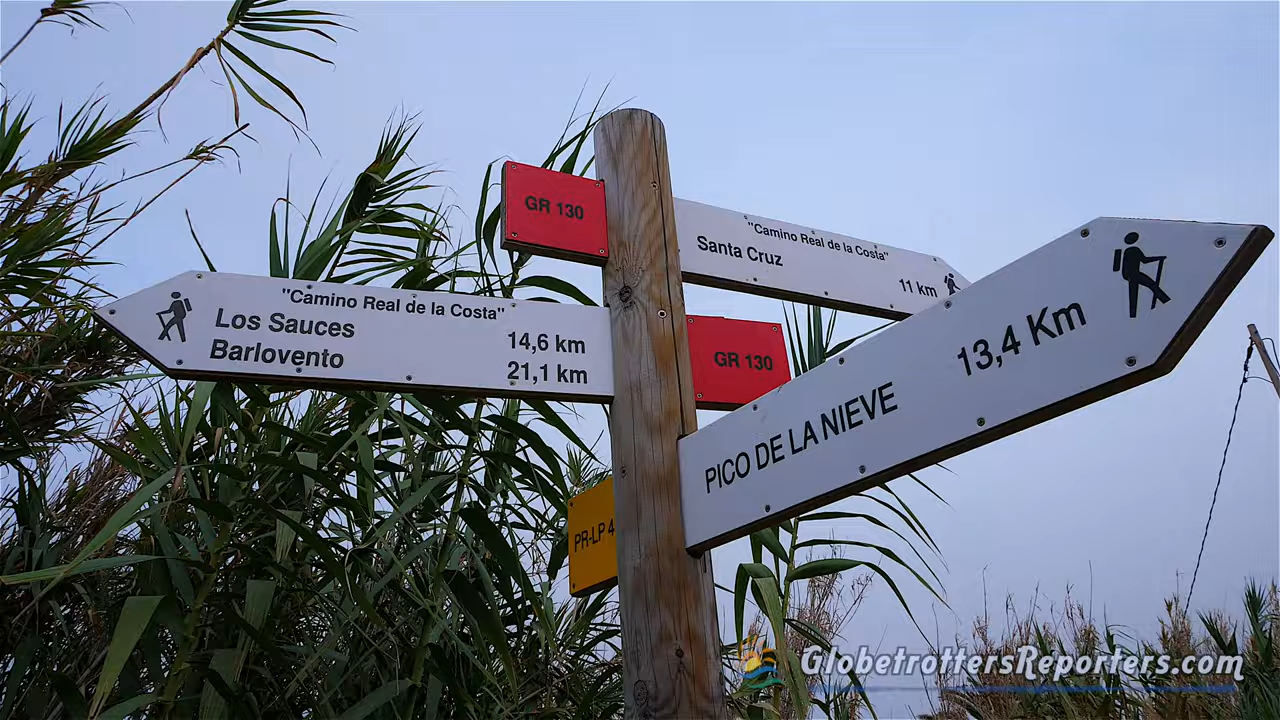 GR 130
"Camino Real de la Costa"
Santa Cruz
11 km
"Camino Real de la Costa"
Los Sauces 14,6 km
Barlovento 21,1 km
GR 130
PICO DE LA NIEVE 13,4 Km
PR-LP 4
GlobetrottersReporters.com